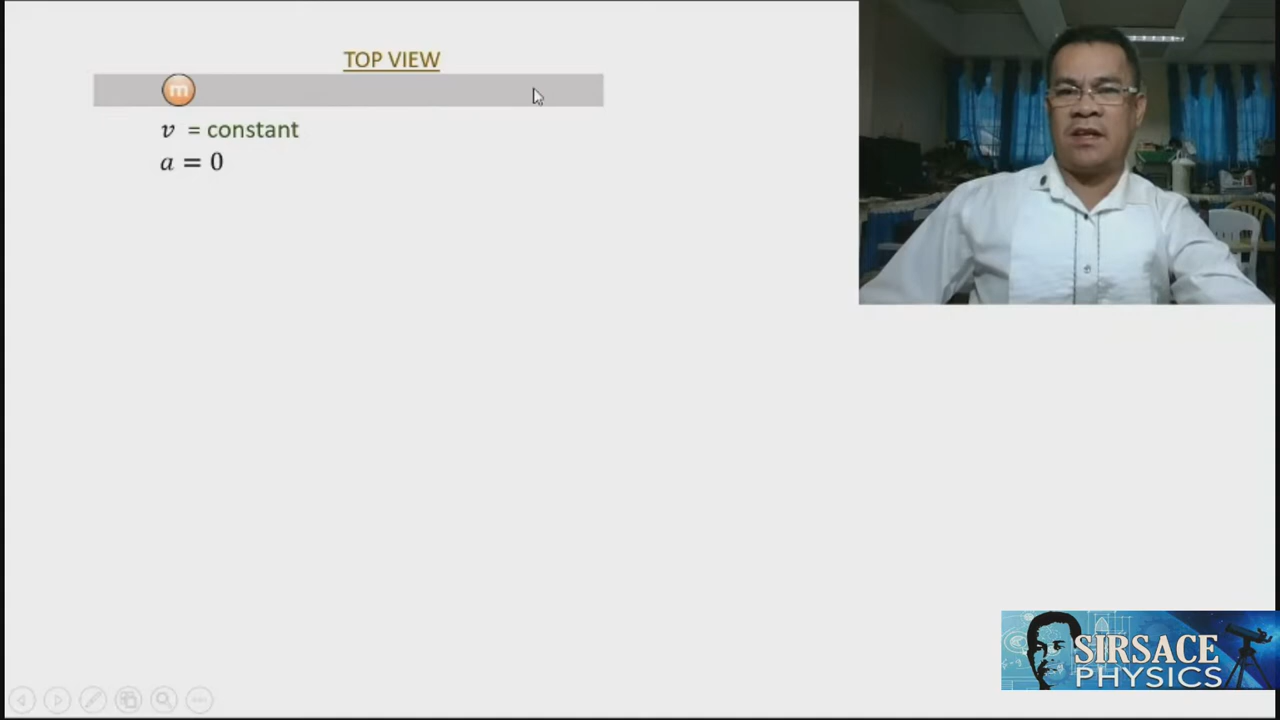 TOP VIEW
m
v = constant
a = 0
SIRSACE
PHYSICS